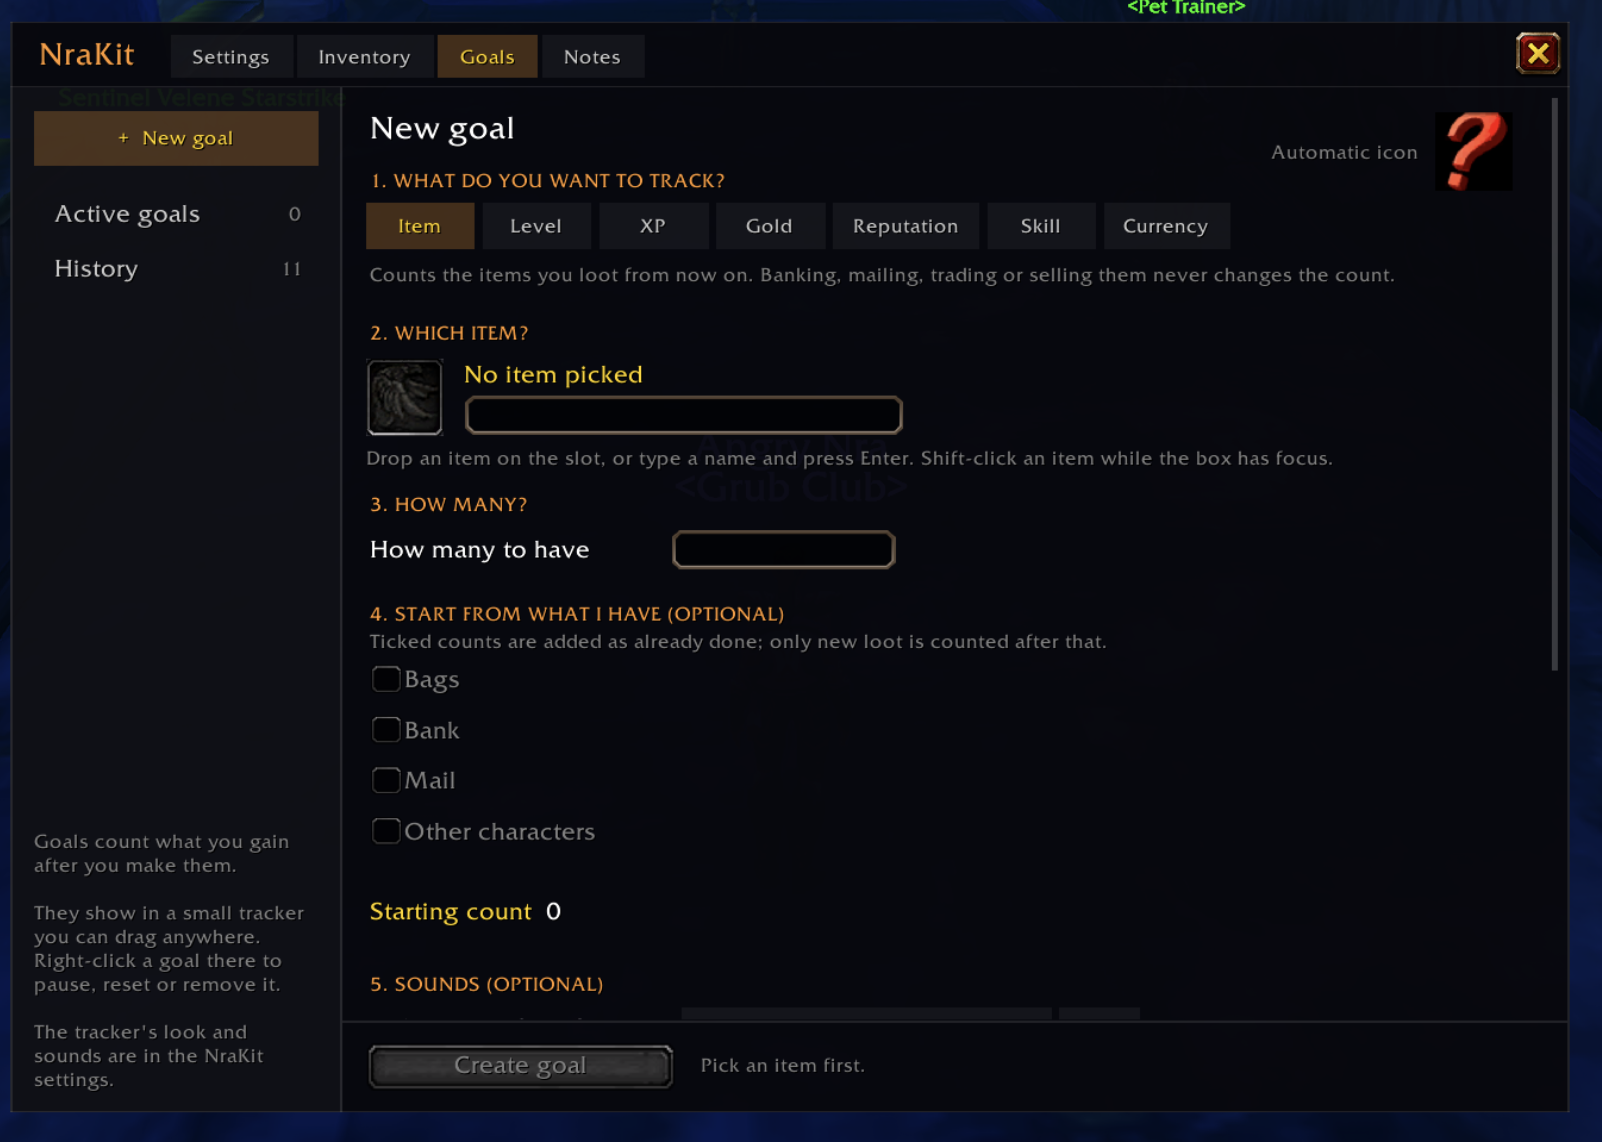 <Pet Trainer>
NraKit
Settings
Inventory
Goals
Notes
Sentinel Velene Starstrike
+ New goal
Active goals 0
History 11
Goals count what you gain
after you make them.
They show in a small tracker
you can drag anywhere.
Right-click a goal there to
pause, reset or remove it.
The tracker's look and
sounds are in the NraKit
settings.
New goal
Automatic icon
1. WHAT DO YOU WANT TO TRACK?
Item
Level
XP
Gold
Reputation
Skill
Currency
Counts the items you loot from now on. Banking, mailing, trading or selling them never changes the count.
2. WHICH ITEM?
No item picked
Angry Nra
Drop an item on the slot, or type a name and press Enter. Shift-click an item while the box has focus.
<Grub Club>
3. HOW MANY?
How many to have
4. START FROM WHAT I HAVE (OPTIONAL)
Ticked counts are added as already done; only new loot is counted after that.
Bags
Bank
Mail
Other characters
Starting count 0
5. SOUNDS (OPTIONAL)
Create goal
Pick an item first.